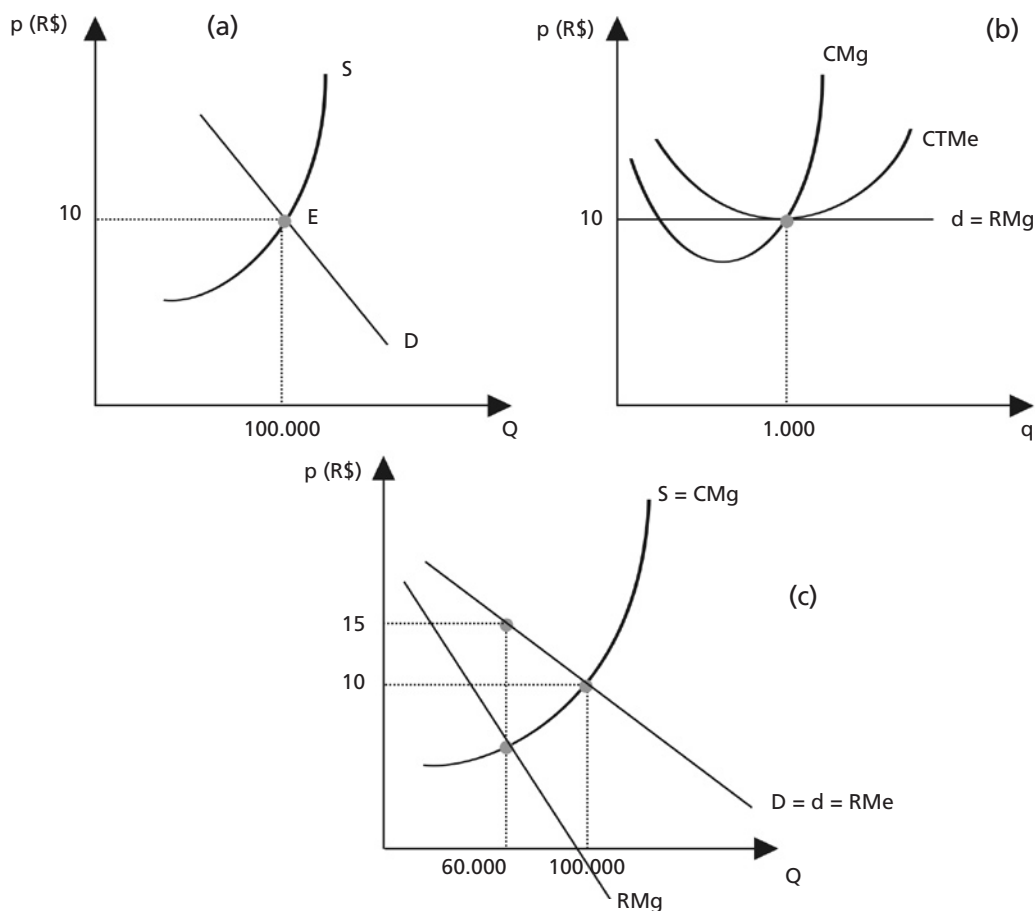 p (R$)
(a)
S
10
E
D
100.000
Q
p (R$)
(b)
CMg
CTMe
10
d = RMg
1.000
q
p (R$)
S = CMg
(c)
15
10
D = d = RMe
60.000
100.000
Q
RMg